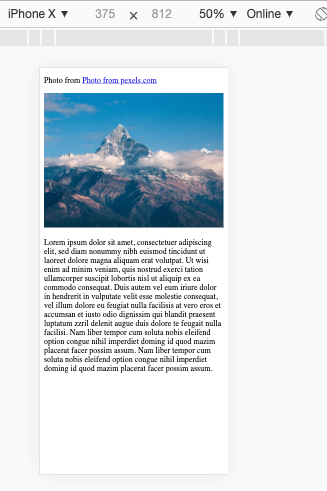 iPhone X ▼ 375 × 812 50% ▼ Online ▼
Photo from Photo from pexels.com
Lorem ipsum dolor sit amet, consectetuer adipiscing
elit, sed diam nonummy nibh euismod tincidunt ut
laoreet dolore magna aliquam erat volutpat. Ut wisi
enim ad minim veniam, quis nostrud exerci tation
ullamcorper suscipit lobortis nisl ut aliquip ex ea
commodo consequat. Duis autem vel eum iriure dolor
in hendrerit in vulputate velit esse molestie consequat,
vel illum dolore eu feugiat nulla facilisis at vero eros et
accumsan et iusto odio dignissim qui blandit praesent
luptatum zzril delenit augue duis dolore te feugait nulla
facilisi. Nam liber tempor cum soluta nobis eleifend
option congue nihil imperdiet doming id quod mazim
placerat facer possim assum. Nam liber tempor cum
soluta nobis eleifend option congue nihil imperdiet
doming id quod mazim placerat facer possim assum.